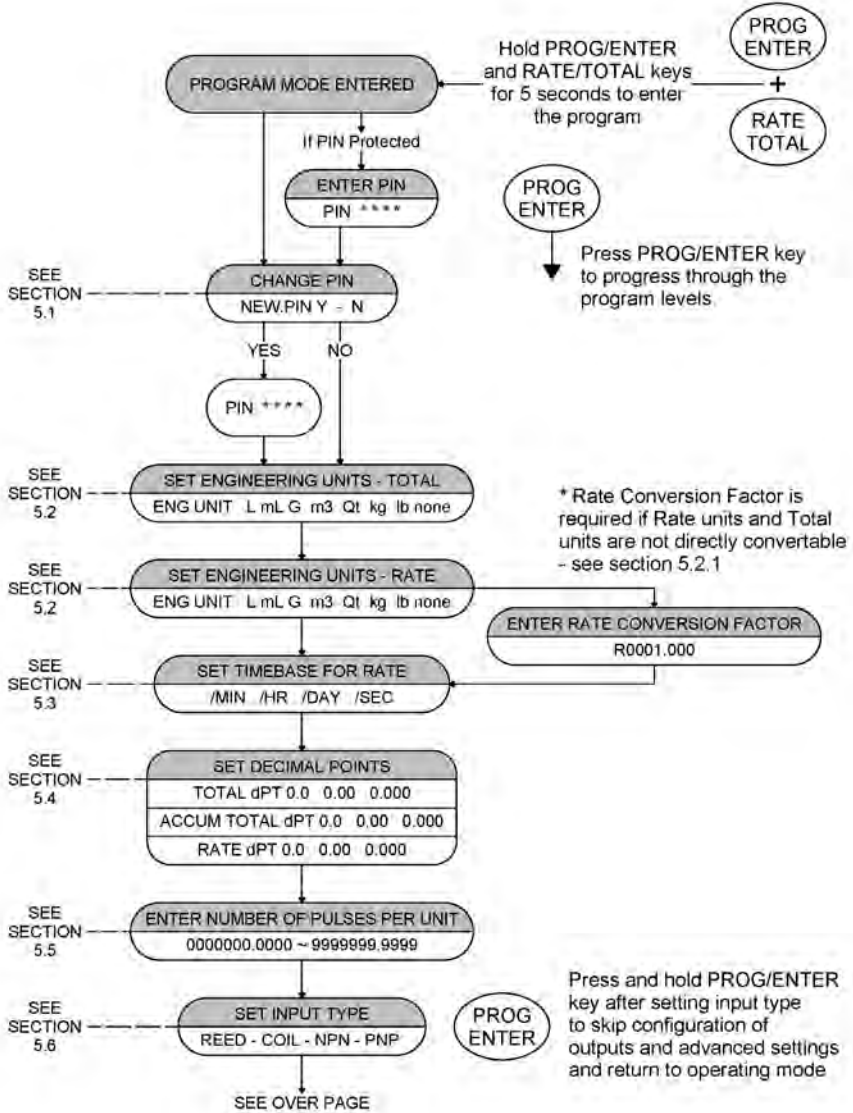 PROG
ENTER
+
RATE
TOTAL
Hold PROG/ENTER
and RATE/TOTAL keys
for 5 seconds to enter
the program
PROGRAM MODE ENTERED
If PIN Protected
ENTER PIN
PIN ****
PROG
ENTER
Press PROG/ENTER key
to progress through the
program levels
SEE
SECTION
5.1
CHANGE PIN
NEW.PIN Y - N
YES NO
PIN ****
SEE
SECTION
5.2
SET ENGINEERING UNITS - TOTAL
ENG UNIT L mL G m3 Qt kg lb none
* Rate Conversion Factor is
required if Rate units and Total
units are not directly convertable
- see section 5.2.1
SEE
SECTION
5.2
SET ENGINEERING UNITS - RATE
ENG UNIT L mL G m3 Qt kg lb none
ENTER RATE CONVERSION FACTOR
R0001.000
SEE
SECTION
5.3
SET TIMEBASE FOR RATE
/MIN /HR /DAY /SEC
SEE
SECTION
5.4
SET DECIMAL POINTS
TOTAL dPT 0.0 0.00 0.000
ACCUM TOTAL dPT 0.0 0.00 0.000
RATE dPT 0.0 0.00 0.000
SEE
SECTION
5.5
ENTER NUMBER OF PULSES PER UNIT
0000000.0000 ~ 9999999.9999
SEE
SECTION
5.6
SET INPUT TYPE
REED - COIL - NPN - PNP
PROG
ENTER
Press and hold PROG/ENTER
key after setting input type
to skip configuration of
outputs and advanced settings
and return to operating mode
SEE OVER PAGE